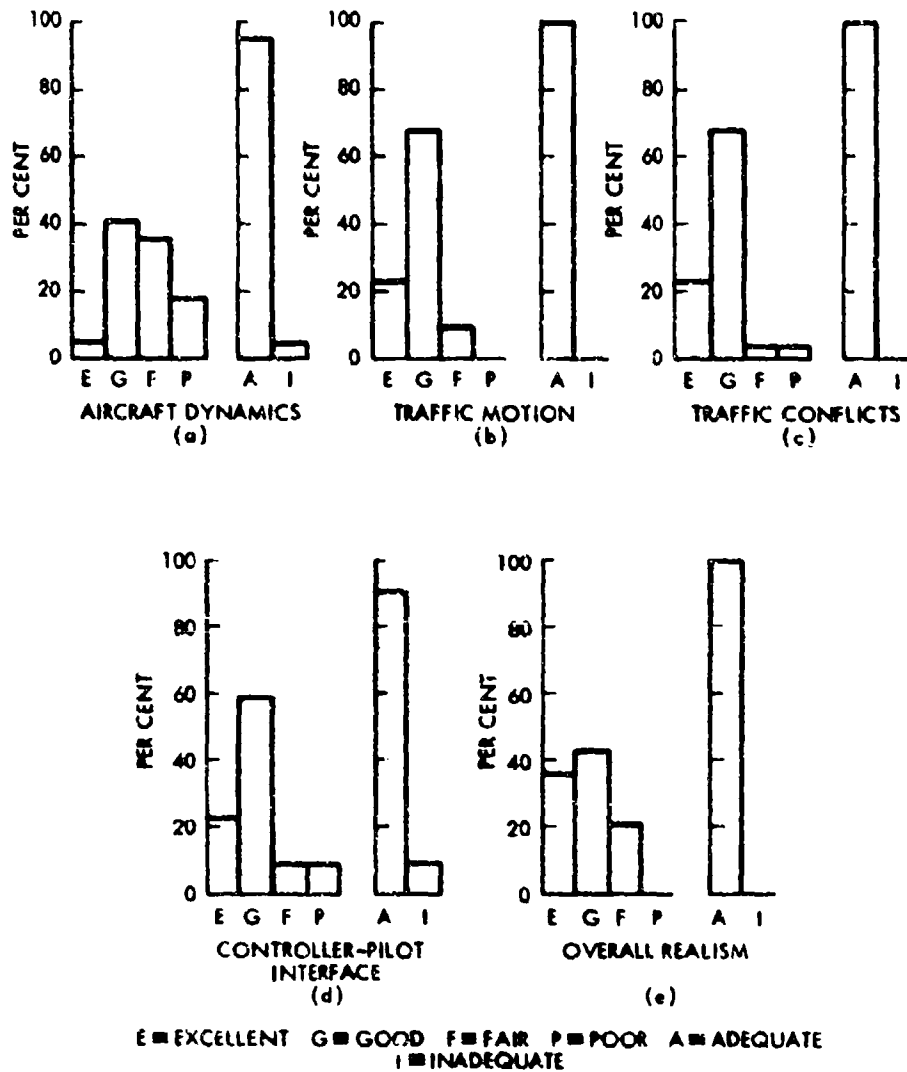 100 80 60 40 20 0
PER CENT
E G F P A I
AIRCRAFT DYNAMICS
(a)
100 80 60 40 20 0
PER CENT
E G F P A I
TRAFFIC MOTION
(b)
100 80 60 40 20 0
PER CENT
E G F P A I
TRAFFIC CONFLICTS
(c)
100 80 60 40 20 0
PER CENT
E G F P A I
CONTROLLER-PILOT
INTERFACE
(d)
100 80 60 40 20 0
PER CENT
E G F P A I
OVERALL REALISM
(e)
E = EXCELLENT G = GOOD F = FAIR P = POOR A = ADEQUATE
I = INADEQUATE